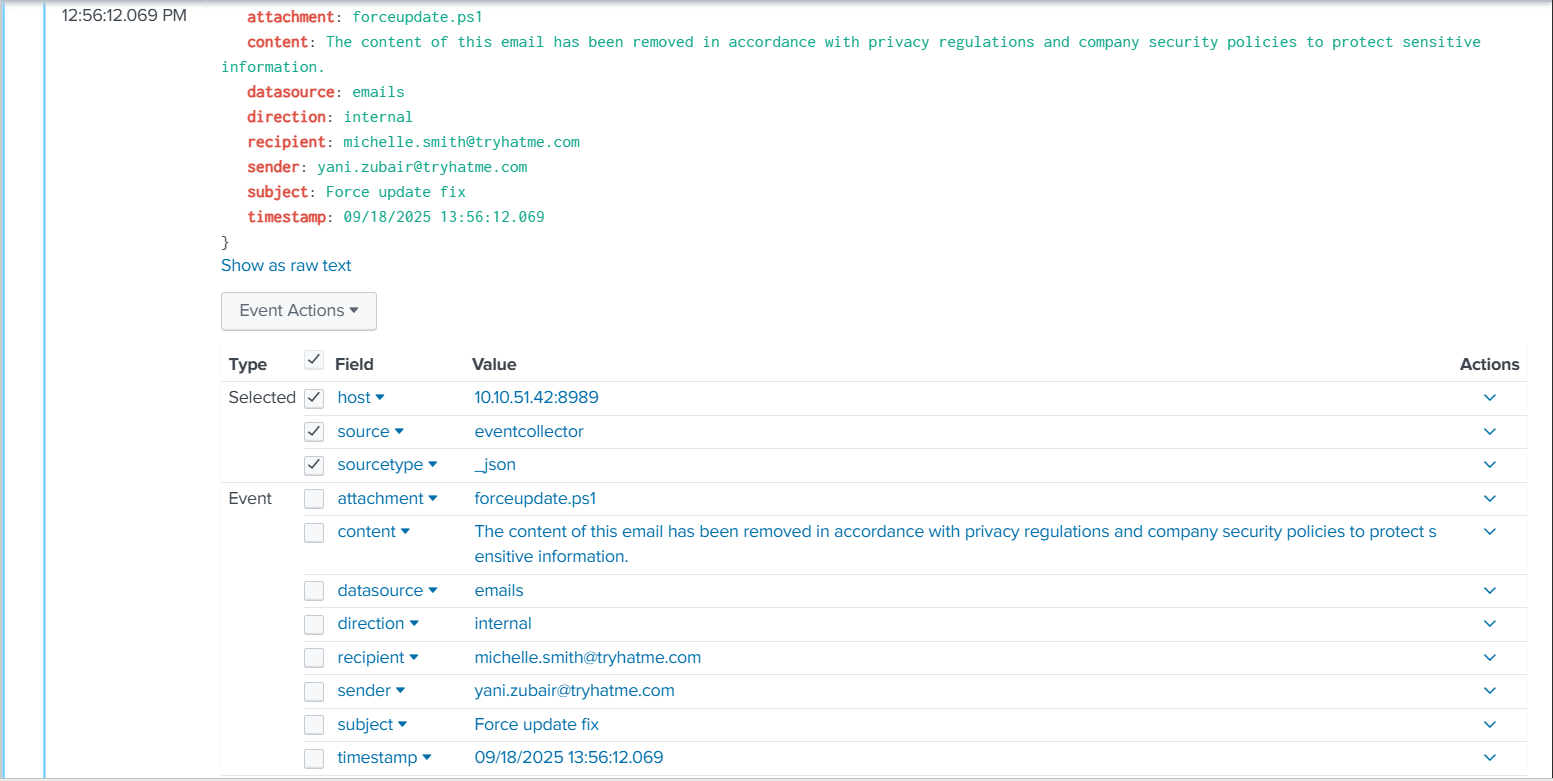 12:56:12.069 PM
attachment: forceupdate.ps1
content: The content of this email has been removed in accordance with privacy regulations and company security policies to protect sensitive
information.
datasource: emails
direction: internal
recipient: michelle.smith@tryhatme.com
sender: yani.zubair@tryhatme.com
subject: Force update fix
timestamp: 09/18/2025 13:56:12.069
}
Show as raw text
Event Actions
Type Field Value Actions
Selected host 10.10.51.42:8989
source eventcollector
sourcetype _json
Event attachment forceupdate.ps1
content The content of this email has been removed in accordance with privacy regulations and company security policies to protect s
ensitive information.
datasource emails
direction internal
recipient michelle.smith@tryhatme.com
sender yani.zubair@tryhatme.com
subject Force update fix
timestamp 09/18/2025 13:56:12.069